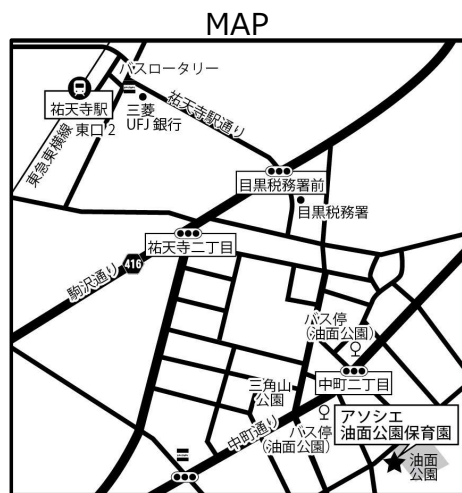 MAP
バスロータリー
祐天寺駅
東口 2
三菱
UFJ 銀行
祐天寺駅通り
東急東横線
目黒税務署前
目黒税務署
祐天寺二丁目
416
駒沢通り
バス停
(油面公園)
中町二丁目
三角山
公園
中町通り
バス停
(油面公園)
アソシエ
油面公園保育園
油面
公園